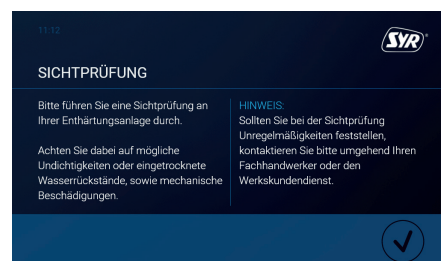 11:12
SYR®
SICHTPRÜFUNG
Bitte führen Sie eine Sichtprüfung an
Ihrer Enthärtungsanlage durch.
Achten Sie dabei auf mögliche
Undichtigkeiten oder eingetrocknete
Wasserrückstände, sowie mechanische
Beschädigungen.
HINWEIS:
Sollten Sie bei der Sichtprüfung
Unregelmäßigkeiten feststellen,
kontaktieren Sie bitte umgehend Ihren
Fachhandwerker oder den
Werkskundendienst.